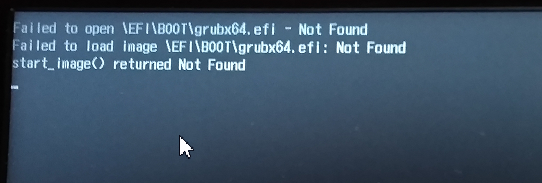 Failed to open \EFI\BOOT\grubx64.efi - Not Found
Failed to load image \EFI\BOOT\grubx64.efi: Not Found
start_image() returned Not Found